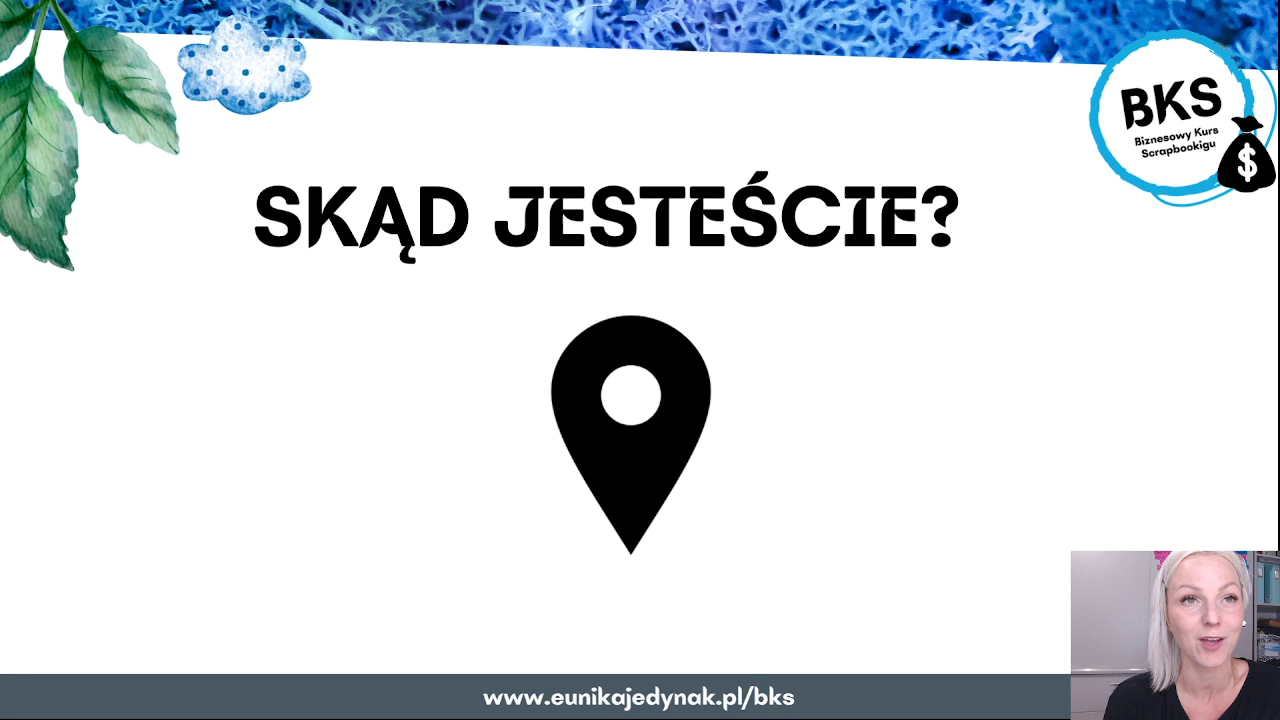 BKS
Biznesowy Kurs
Scrapbookigu
$
SKĄD JESTEŚCIE?
www.eunikajedynak.pl/bks